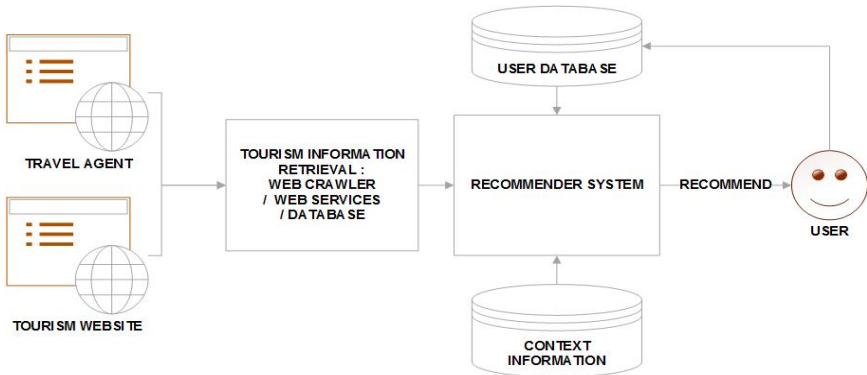 TRAVEL AGENT
TOURISM WEBSITE
TOURISM INFORMATION
RETRIEVAL :
WEB CRAWLER
/ WEB SERVICES
/ DATABASE
USER DATABASE
RECOMMENDER SYSTEM
CONTEXT
INFORMATION
RECOMMEND
USER